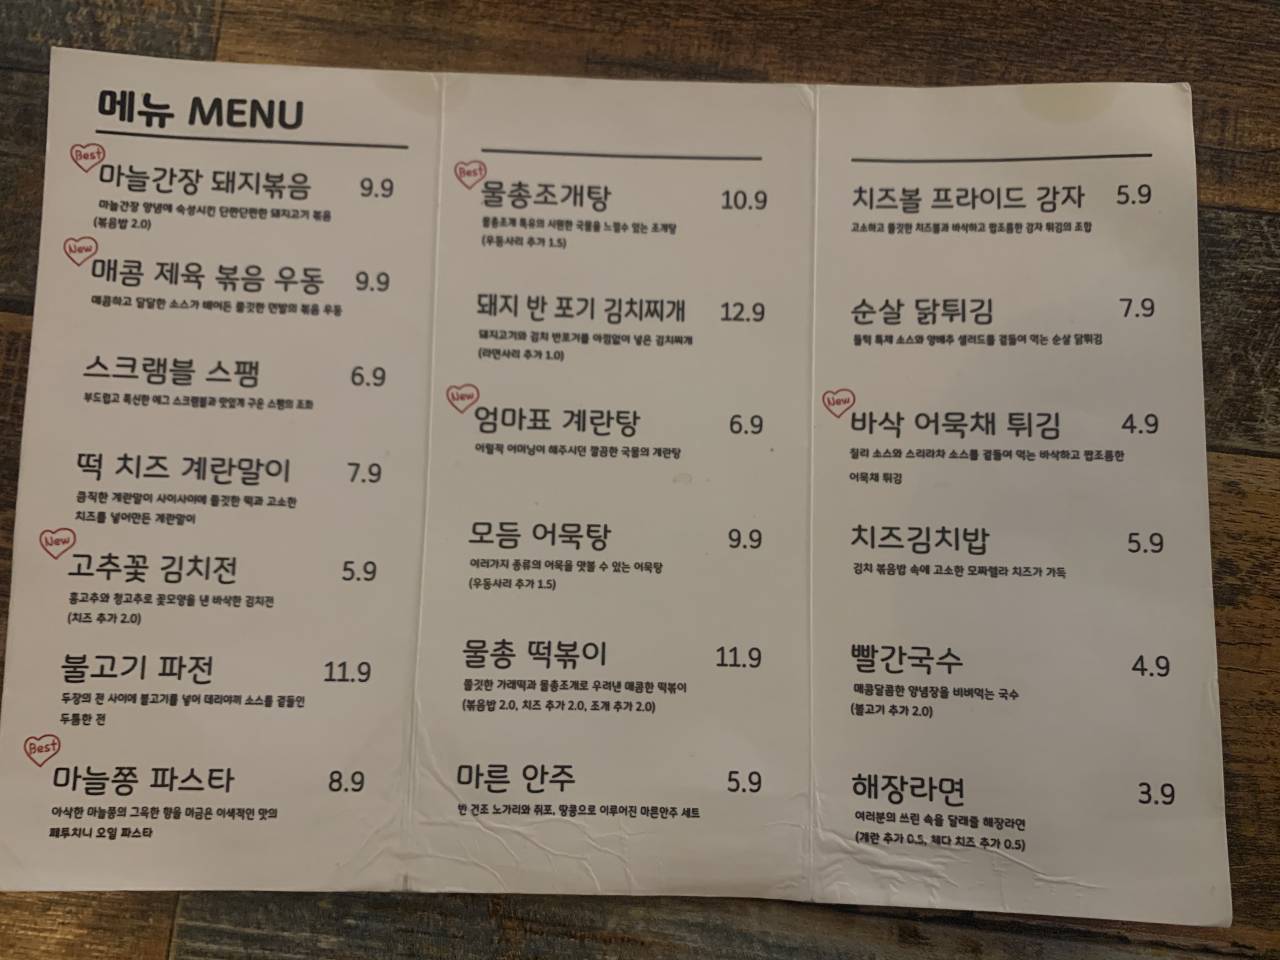 메뉴 MENU
Best
마늘간장 돼지볶음 9.9
마늘간장 양념에 숙성시킨 단짠단짠한 돼지고기 볶음
(볶음밥 2.0)
New
매콤 제육 볶음 우동 9.9
매콤하고 달달한 소스가 배어든 쫄깃한 면발의 볶음 우동
스크램블 스팸 6.9
부드럽고 폭신한 에그 스크램블과 맛있게 구운 스팸의 조화
떡 치즈 계란말이 7.9
큼직한 계란말이 사이사이에 쫄깃한 떡과 고소한
치즈를 넣어만든 계란말이
New
고추꽃 김치전 5.9
홍고추와 청고추로 꽃모양을 낸 바삭한 김치전
(치즈 추가 2.0)
불고기 파전 11.9
두장의 전 사이에 불고기를 넣어 데리야끼 소스를 곁들인
두툼한 전
Best
마늘쫑 파스타 8.9
아삭한 마늘쫑의 그윽한 향을 머금은 이색적인 맛의
페투치니 오일 파스타
Best
물총조개탕 10.9
물총조개 특유의 시원한 국물을 느낄수 있는 조개탕
(우동사리 추가 1.5)
돼지 반 포기 김치찌개 12.9
돼지고기와 김치 반포기를 아낌없이 넣은 김치찌개
(라면사리 추가 1.0)
New
엄마표 계란탕 6.9
어릴적 어머님이 해주시던 깔끔한 국물의 계란탕
모듬 어묵탕 9.9
여러가지 종류의 어묵을 맛볼 수 있는 어묵탕
(우동사리 추가 1.5)
물총 떡볶이 11.9
쫄깃한 가래떡과 물총조개로 우려낸 매콤한 떡볶이
(볶음밥 2.0, 치즈 추가 2.0, 조개 추가 2.0)
마른 안주 5.9
반 건조 노가리와 쥐포, 땅콩으로 이루어진 마른안주 세트
치즈볼 프라이드 감자 5.9
고소하고 쫄깃한 치즈볼과 바삭하고 짭조름한 감자 튀김의 조합
순살 닭튀김 7.9
특제 소스와 양배추 샐러드를 곁들여 먹는 순살 닭튀김
New
바삭 어묵채 튀김 4.9
칠리 소스와 스리라차 소스를 곁들여 먹는 바삭하고 짭조름한
어묵채 튀김
치즈김치밥 5.9
김치 볶음밥 속에 고소한 모짜렐라 치즈가 가득
빨간국수 4.9
매콤달콤한 양념장을 비벼먹는 국수
(불고기 추가 2.0)
해장라면 3.9
여러분의 쓰린 속을 달래줄 해장라면
(계란 추가 0.5, 체다 치즈 추가 0.5)